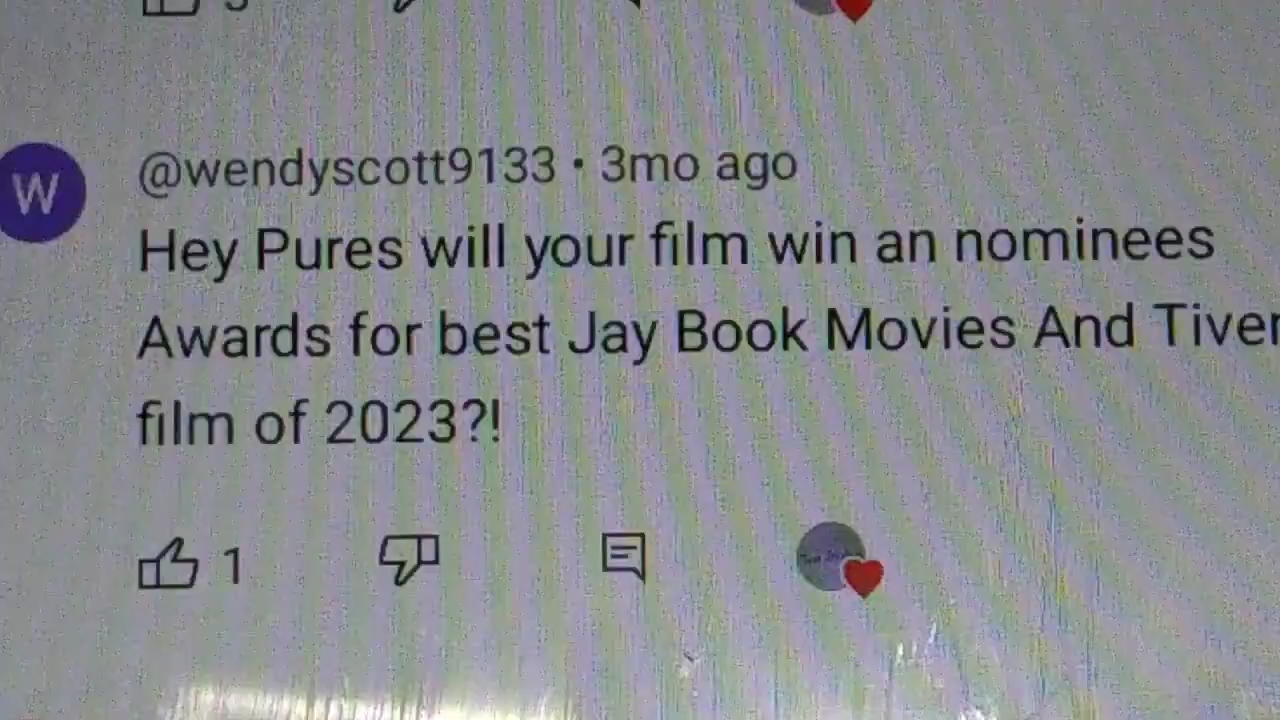 @wendyscott9133 • 3mo ago
Hey Pures will your film win an nominees
Awards for best Jay Book Movies And
film of 2023?!
1